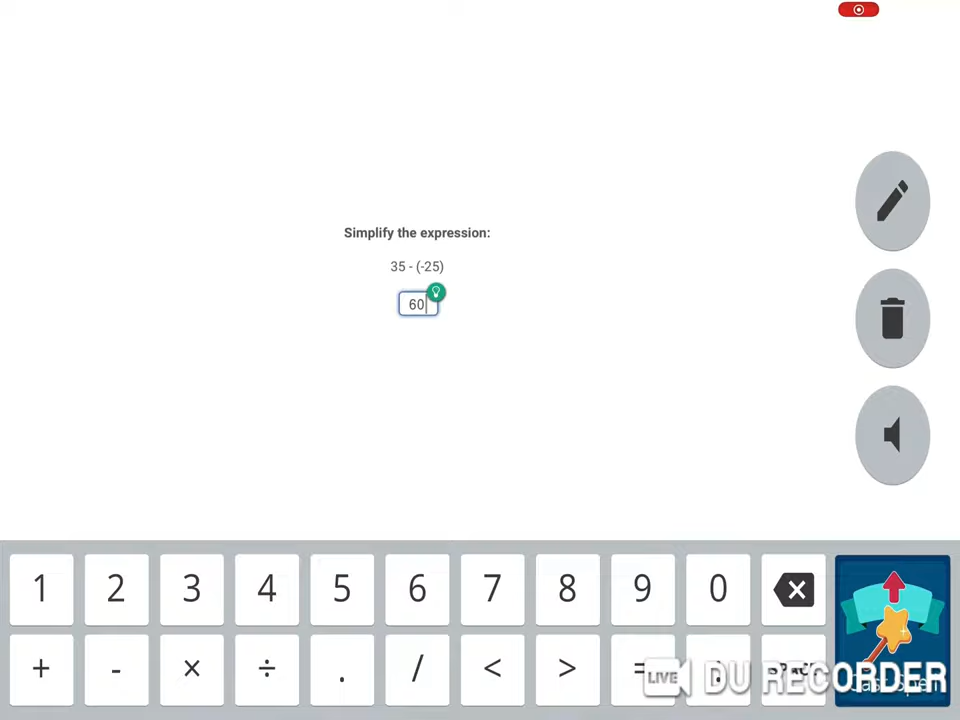 Simplify the expression:
35 - (-25)
60
1 2 3 4 5 6 7 8 9 0
+ - × ÷ . / < > =
LIVE DU RECORDER